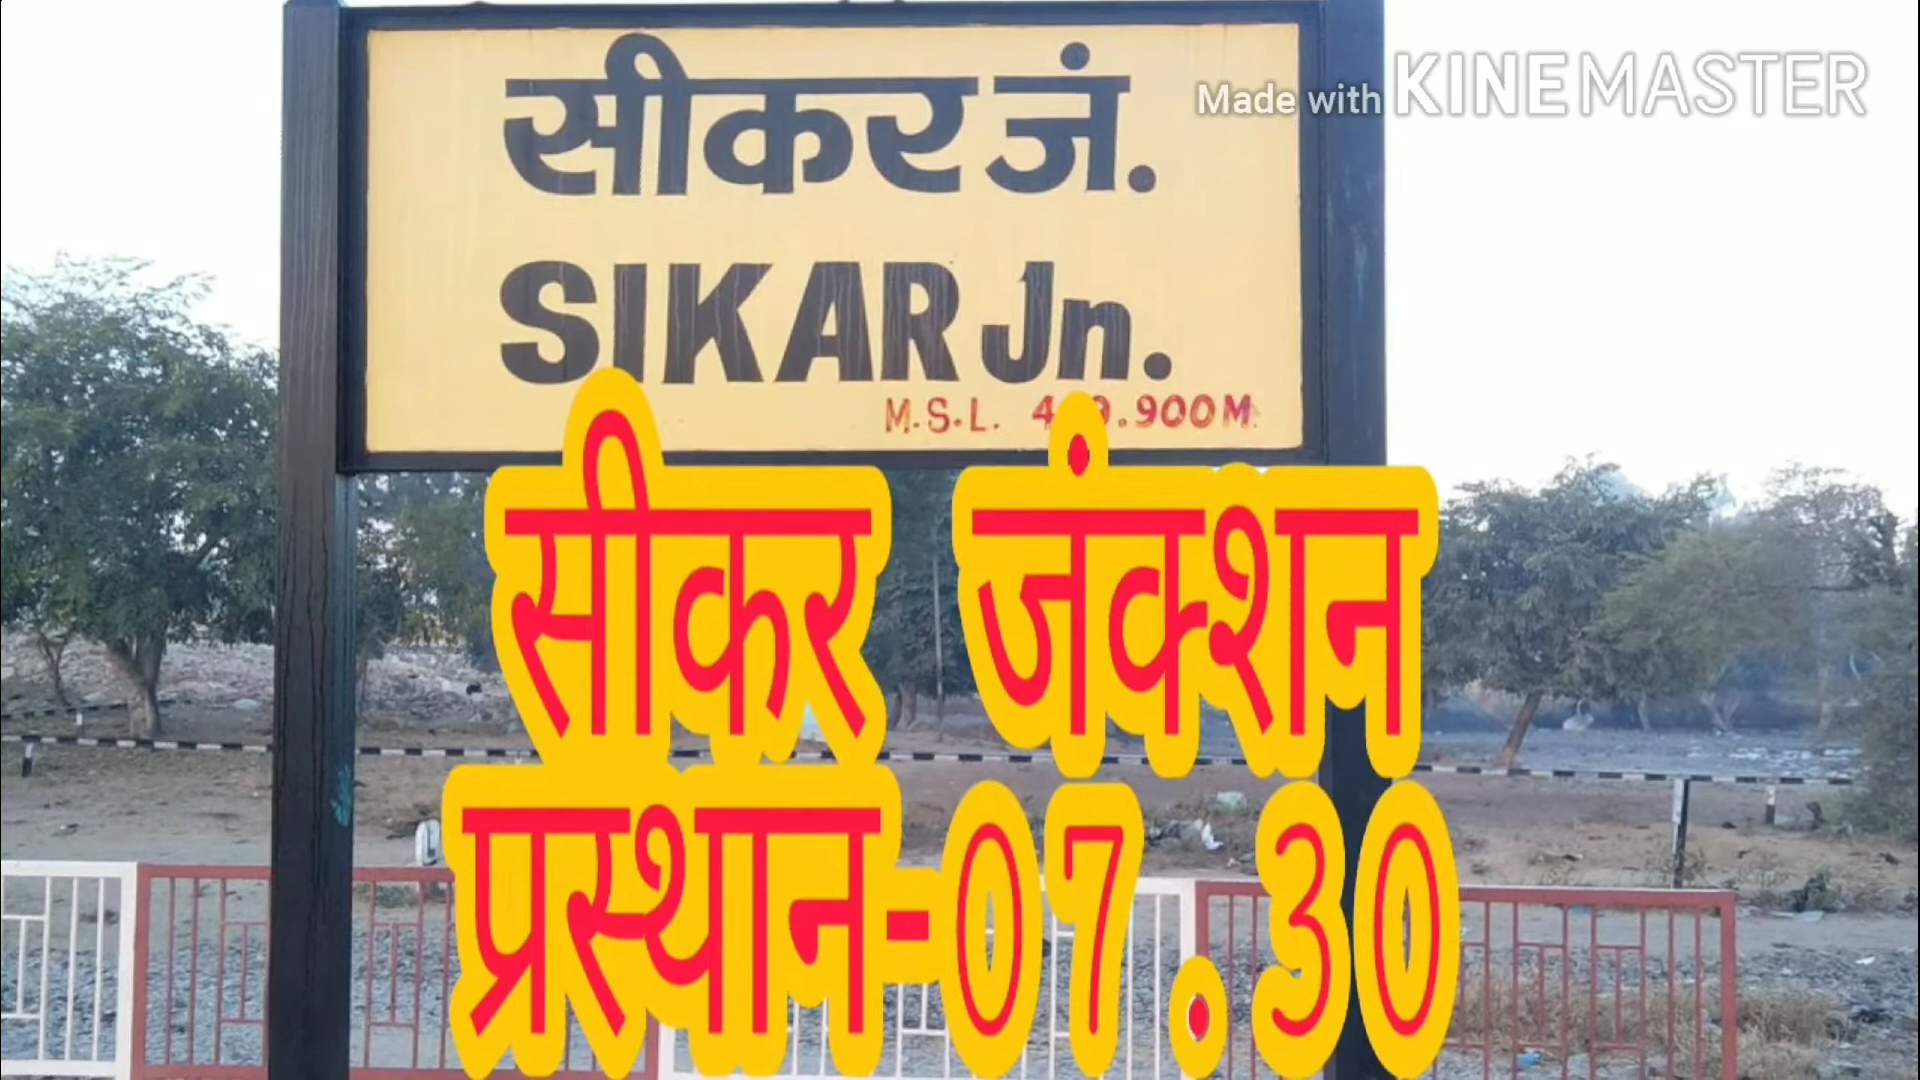 सीकर जं.
Made with KINEMASTER
SIKAR Jn.
M.S.L.
सीकर जंक्शन
प्रस्थान-07.30